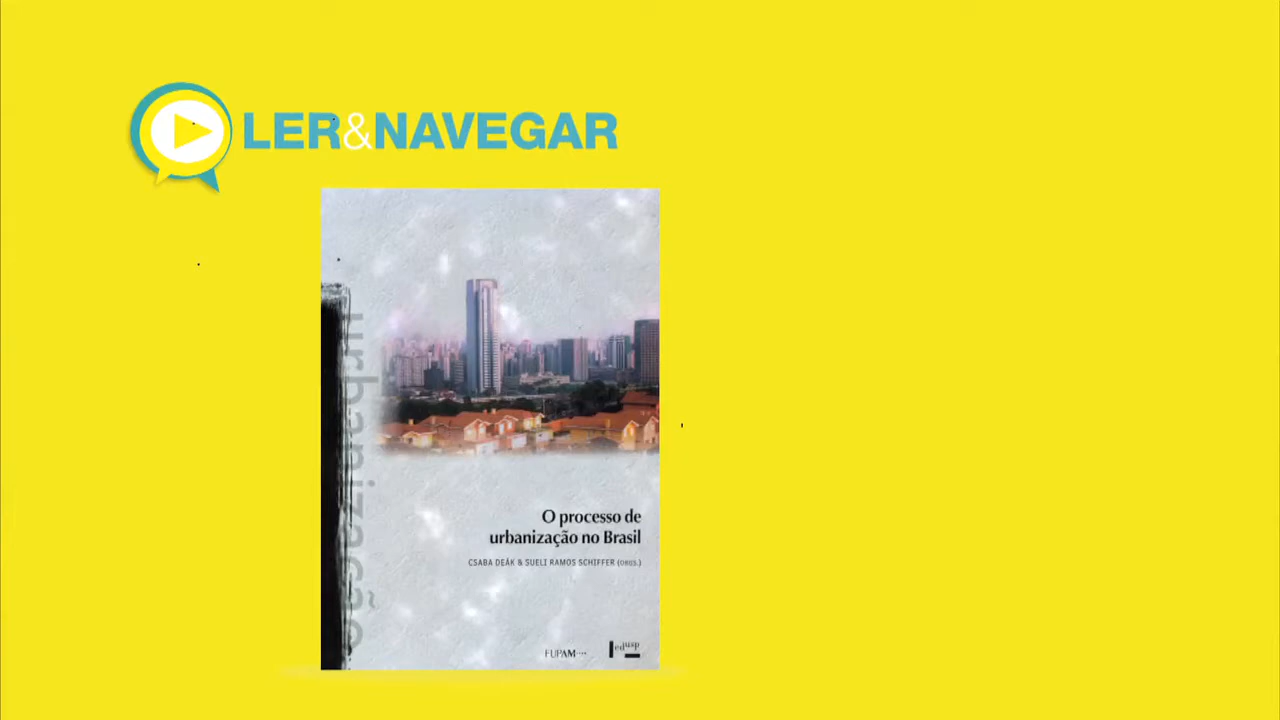 LER&NAVEGAR
urbanização
O processo de
urbanização no Brasil
CSABA DEÁK & SUELI RAMOS SCHIFFER (ORGS.)
FUPAM
edusp